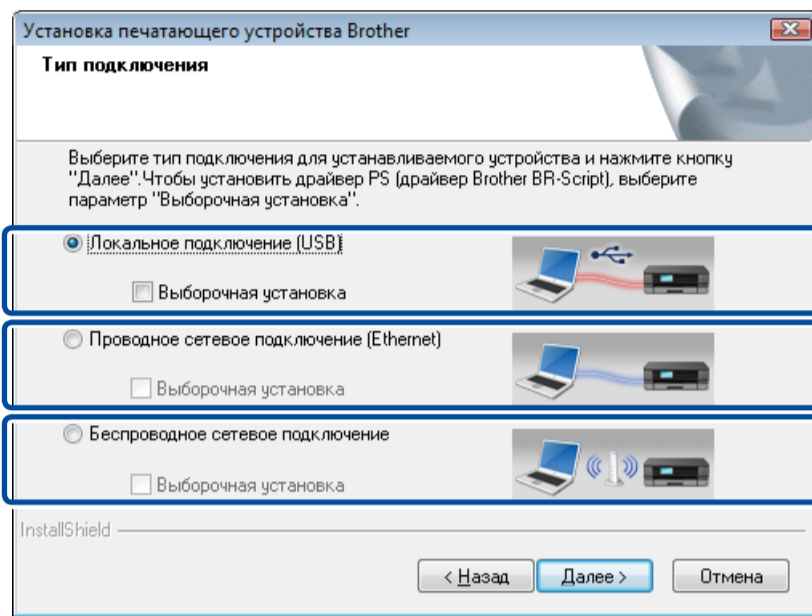 Установка печатающего устройства Brother
Тип подключения
Выберите тип подключения для устанавливаемого устройства и нажмите кнопку
"Далее".Чтобы установить драйвер PS (драйвер Brother BR-Script), выберите
параметр "Выборочная установка".
Локальное подключение (USB)
Выборочная установка
Проводное сетевое подключение (Ethernet)
Выборочная установка
Беспроводное сетевое подключение
Выборочная установка
InstallShield
< Назад
Далее >
Отмена